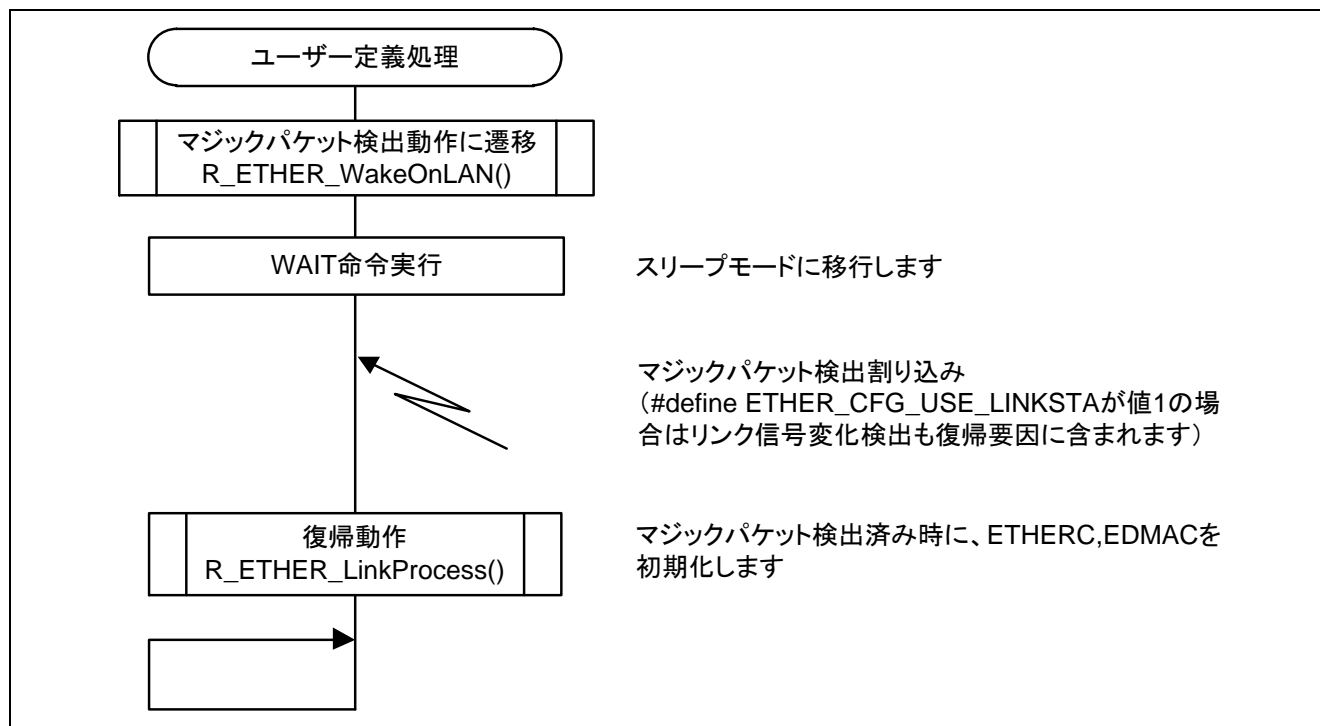 ユーザー定義処理
マジックパケット検出動作に遷移
R_ETHER_WakeOnLAN()
WAIT命令実行
スリープモードに移行します
マジックパケット検出割り込み
（#define ETHER_CFG_USE_LINKSTAが値1の場
合はリンク信号変化検出も復帰要因に含まれます）
復帰動作
R_ETHER_LinkProcess()
マジックパケット検出済み時に、ETHERC,EDMACを
初期化します